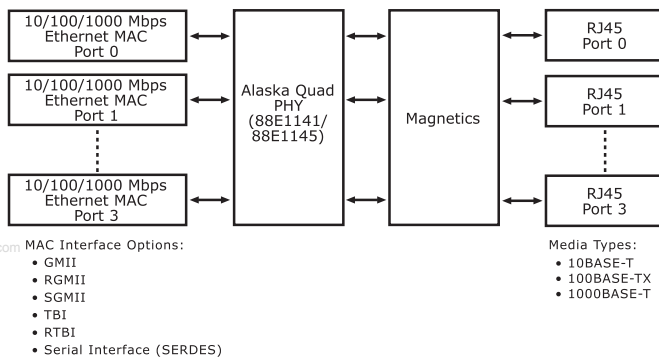 10/100/1000 Mbps
Ethernet MAC
Port 0
10/100/1000 Mbps
Ethernet MAC
Port 1
10/100/1000 Mbps
Ethernet MAC
Port 3
Alaska Quad
PHY
(88E1141/
88E1145)
Magnetics
RJ45
Port 0
RJ45
Port 1
RJ45
Port 3
com
MAC Interface Options:
• GMII
• RGMII
• SGMII
• TBI
• RTBI
• Serial Interface (SERDES)
Media Types:
• 10BASE-T
• 100BASE-TX
• 1000BASE-T